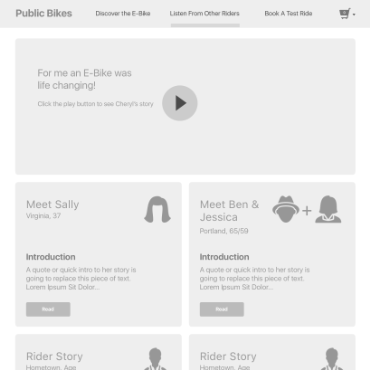 Public Bikes
Discover the E-Bike
Listen From Other Riders
Book A Test Ride
For me an E-Bike was
life changing!
Click the play button to see Cheryl's story
Meet Sally
Virginia, 37
Introduction
A quote or quick intro to her story is
going to replace this piece of text.
Lorem Ipsum Sit Dolor...
Read
Meet Ben &
Jessica
Portland, 65/59
Introduction
A quote or quick intro to her story is
going to replace this piece of text.
Lorem Ipsum Sit Dolor...
Read
Rider Story
Hometown, Age
Rider Story
Hometown, Age